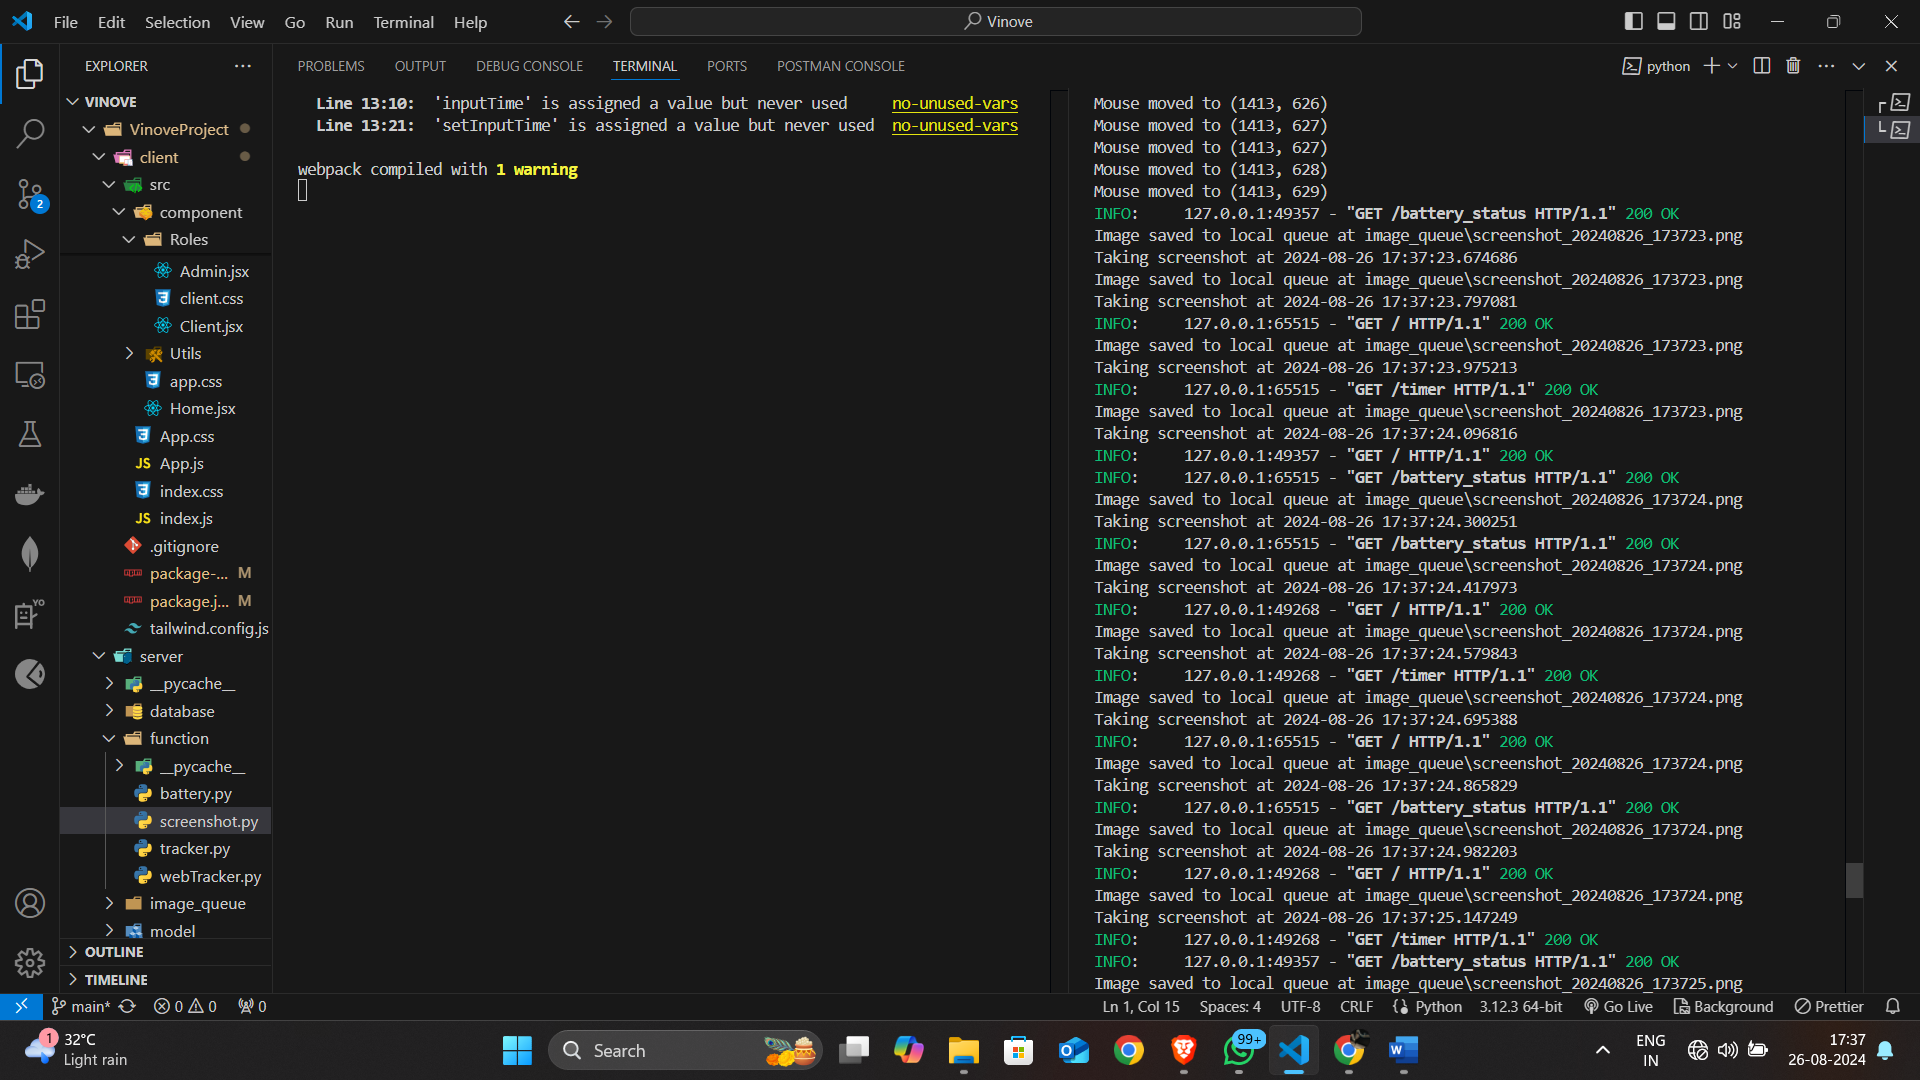 File Edit Selection View Go Run Terminal Help
Vinove
EXPLORER
VINOVE
VinoveProject
client
src
component
Roles
Admin.jsx
client.css
Client.jsx
Utils
app.css
Home.jsx
App.css
JS App.js
index.css
JS index.js
.gitignore
package-... M
package.j... M
tailwind.config.js
server
__pycache__
database
function
__pycache__
battery.py
screenshot.py
tracker.py
webTracker.py
image_queue
model
OUTLINE
TIMELINE
2
YO
PROBLEMS OUTPUT DEBUG CONSOLE TERMINAL PORTS POSTMAN CONSOLE
python
Line 13:10: 'inputTime' is assigned a value but never used no-unused-vars
Line 13:21: 'setInputTime' is assigned a value but never used no-unused-vars
webpack compiled with 1 warning
Mouse moved to (1413, 626)
Mouse moved to (1413, 627)
Mouse moved to (1413, 627)
Mouse moved to (1413, 628)
Mouse moved to (1413, 629)
INFO: 127.0.0.1:49357 - "GET /battery_status HTTP/1.1" 200 OK
Image saved to local queue at image_queue\screenshot_20240826_173723.png
Taking screenshot at 2024-08-26 17:37:23.674686
Image saved to local queue at image_queue\screenshot_20240826_173723.png
Taking screenshot at 2024-08-26 17:37:23.797081
INFO: 127.0.0.1:65515 - "GET / HTTP/1.1" 200 OK
Image saved to local queue at image_queue\screenshot_20240826_173723.png
Taking screenshot at 2024-08-26 17:37:23.975213
INFO: 127.0.0.1:65515 - "GET /timer HTTP/1.1" 200 OK
Image saved to local queue at image_queue\screenshot_20240826_173723.png
Taking screenshot at 2024-08-26 17:37:24.096816
INFO: 127.0.0.1:49357 - "GET / HTTP/1.1" 200 OK
INFO: 127.0.0.1:65515 - "GET /battery_status HTTP/1.1" 200 OK
Image saved to local queue at image_queue\screenshot_20240826_173724.png
Taking screenshot at 2024-08-26 17:37:24.300251
INFO: 127.0.0.1:65515 - "GET /battery_status HTTP/1.1" 200 OK
Image saved to local queue at image_queue\screenshot_20240826_173724.png
Taking screenshot at 2024-08-26 17:37:24.417973
INFO: 127.0.0.1:49268 - "GET / HTTP/1.1" 200 OK
Image saved to local queue at image_queue\screenshot_20240826_173724.png
Taking screenshot at 2024-08-26 17:37:24.579843
INFO: 127.0.0.1:49268 - "GET /timer HTTP/1.1" 200 OK
Image saved to local queue at image_queue\screenshot_20240826_173724.png
Taking screenshot at 2024-08-26 17:37:24.695388
INFO: 127.0.0.1:65515 - "GET / HTTP/1.1" 200 OK
Image saved to local queue at image_queue\screenshot_20240826_173724.png
Taking screenshot at 2024-08-26 17:37:24.865829
INFO: 127.0.0.1:65515 - "GET /battery_status HTTP/1.1" 200 OK
Image saved to local queue at image_queue\screenshot_20240826_173724.png
Taking screenshot at 2024-08-26 17:37:24.982203
INFO: 127.0.0.1:49268 - "GET / HTTP/1.1" 200 OK
Image saved to local queue at image_queue\screenshot_20240826_173724.png
Taking screenshot at 2024-08-26 17:37:25.147249
INFO: 127.0.0.1:49268 - "GET /timer HTTP/1.1" 200 OK
INFO: 127.0.0.1:49357 - "GET /battery_status HTTP/1.1" 200 OK
Image saved to local queue at image_queue\screenshot_20240826_173725.png
main* 0 0 0
Ln 1, Col 15 Spaces: 4 UTF-8 CRLF Python 3.12.3 64-bit Go Live Background Prettier
1 32°C
Light rain
Search
99+
ENG
IN
17:37
26-08-2024